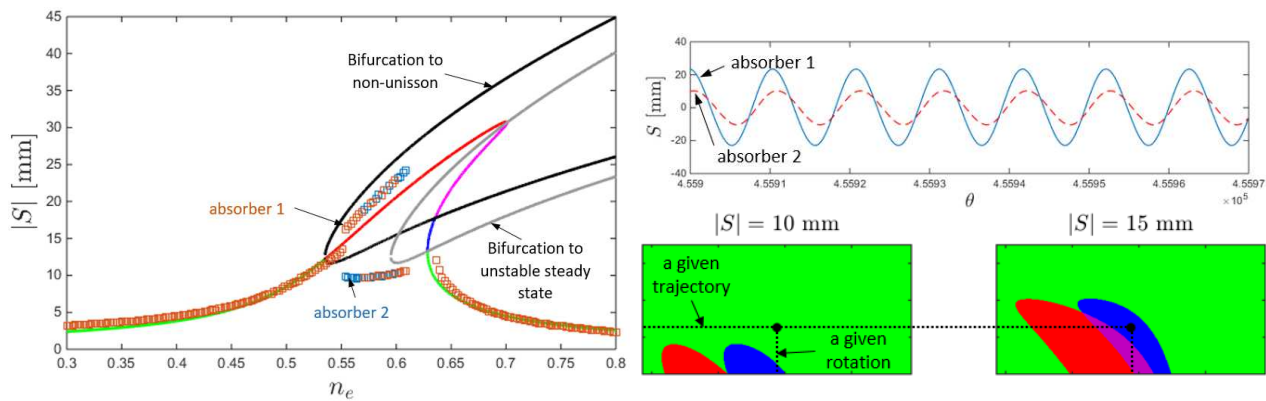 45
40
35
30
25
20
15
10
5
0
|S| [mm]
Bifurcation to
non-unisson
absorber 1
absorber 2
Bifurcation to
unstable steady
state
0.3 0.35 0.4 0.45 0.5 0.55 0.6 0.65 0.7 0.75 0.8
n_e
40
20
0
-20
-40
S [mm]
absorber 1
absorber 2
4.559 4.5591 4.5592 4.5593 4.5594 4.5595 4.5596 4.5597
θ
× 10⁵
|S| = 10 mm
|S| = 15 mm
a given
trajectory
a given
rotation